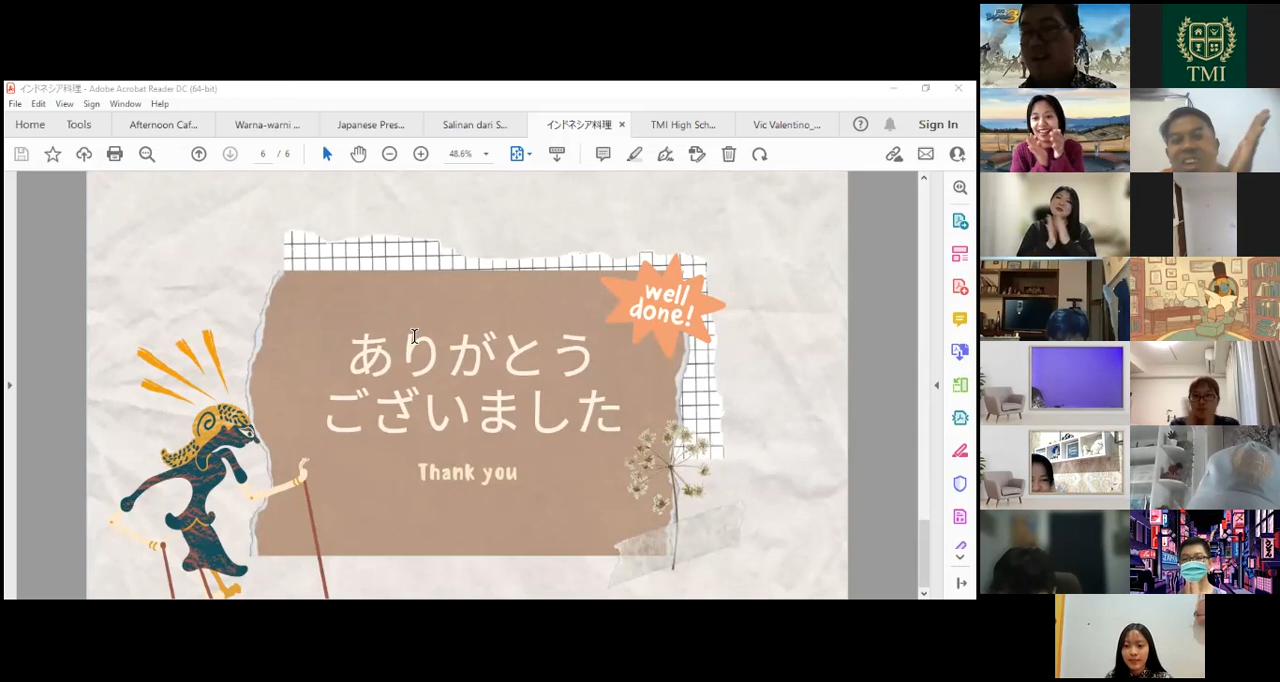 インドネシア料理 - Adobe Acrobat Reader DC (64-bit)
File Edit View Sign Window Help
Home Tools Afternoon Caf... Warna-warni ... Japanese Pres... Salinan dari S... インドネシア料理 × TMI High Sch... Vic Valentino_... Sign In
6 / 6 48.6%
well
done!
ありがとう
ございました
Thank you
TMI